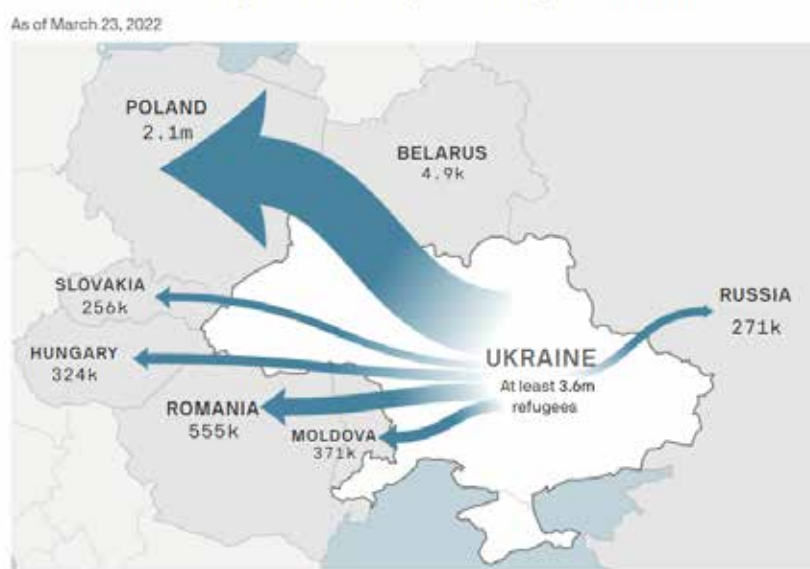 As of March 23, 2022
POLAND
2.1m
BELARUS
4.9k
SLOVAKIA
256k
RUSSIA
271k
HUNGARY
324k
UKRAINE
At least 3.6m
refugees
ROMANIA
555k
MOLDOVA
371k